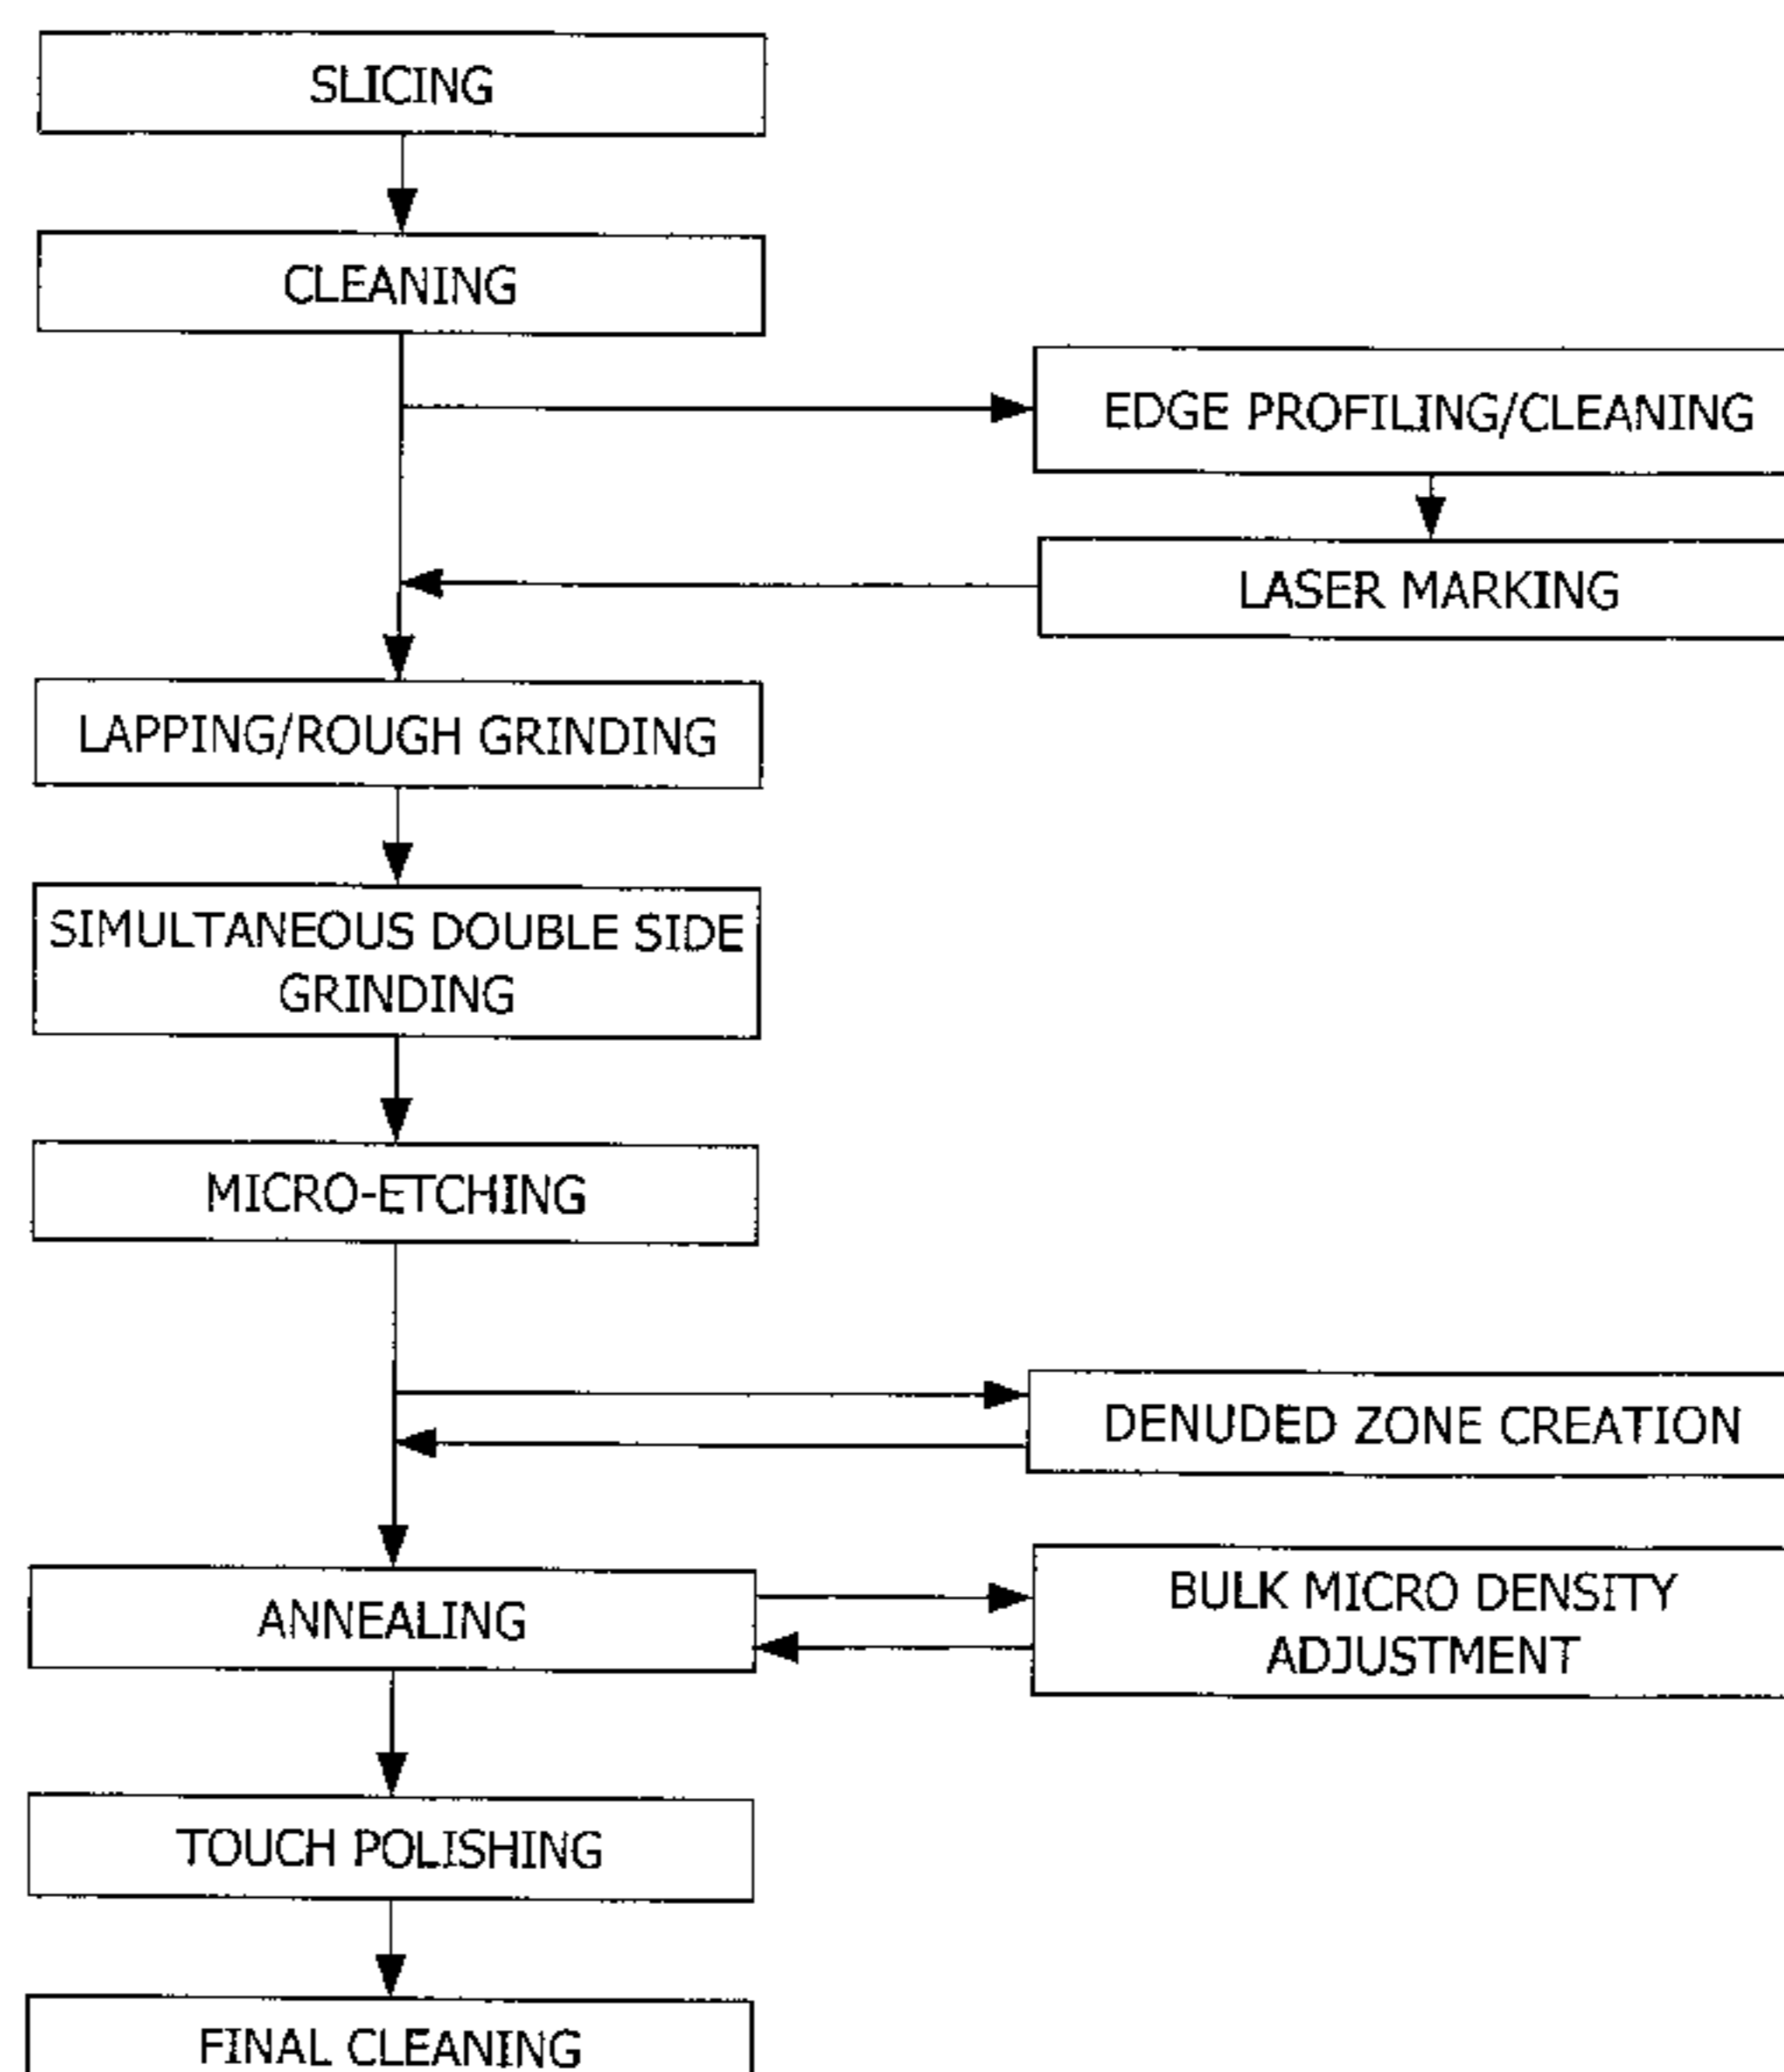 SLICING
CLEANING
EDGE PROFILING/CLEANING
LASER MARKING
LAPPING/ROUGH GRINDING
SIMULTANEOUS DOUBLE SIDE
GRINDING
MICRO-ETCHING
DENUDED ZONE CREATION
ANNEALING
BULK MICRO DENSITY
ADJUSTMENT
TOUCH POLISHING
FINAL CLEANING